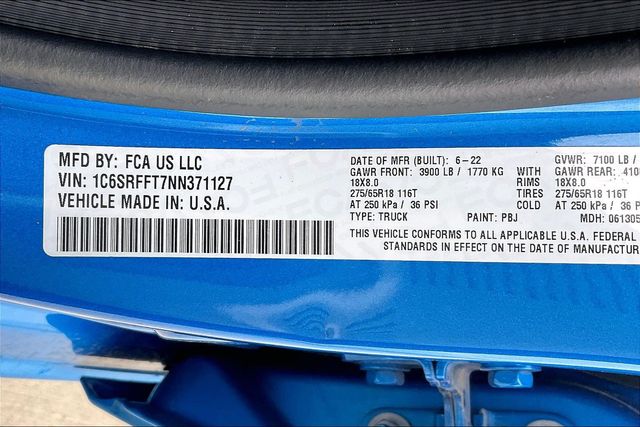 MFD BY: FCA US LLC
VIN: 1C6SRFFT7NN371127
VEHICLE MADE IN: U.S.A.
DATE OF MFR (BUILT): 6-22 GVWR: 7100 LB /
GAWR FRONT: 3900 LB / 1770 KG WITH GAWR REAR: 410
18X8.0 RIMS 18X8.0
275/65R18 116T TIRES 275/65R18 116T
AT 250 kPa / 36 PSI COLD AT 250 kPa / 36 P
TYPE: TRUCK PAINT: PBJ MDH: 061305
THIS VEHICLE CONFORMS TO ALL APPLICABLE U.S.A. FEDERAL
STANDARDS IN EFFECT ON THE DATE OF MANUFACTUR